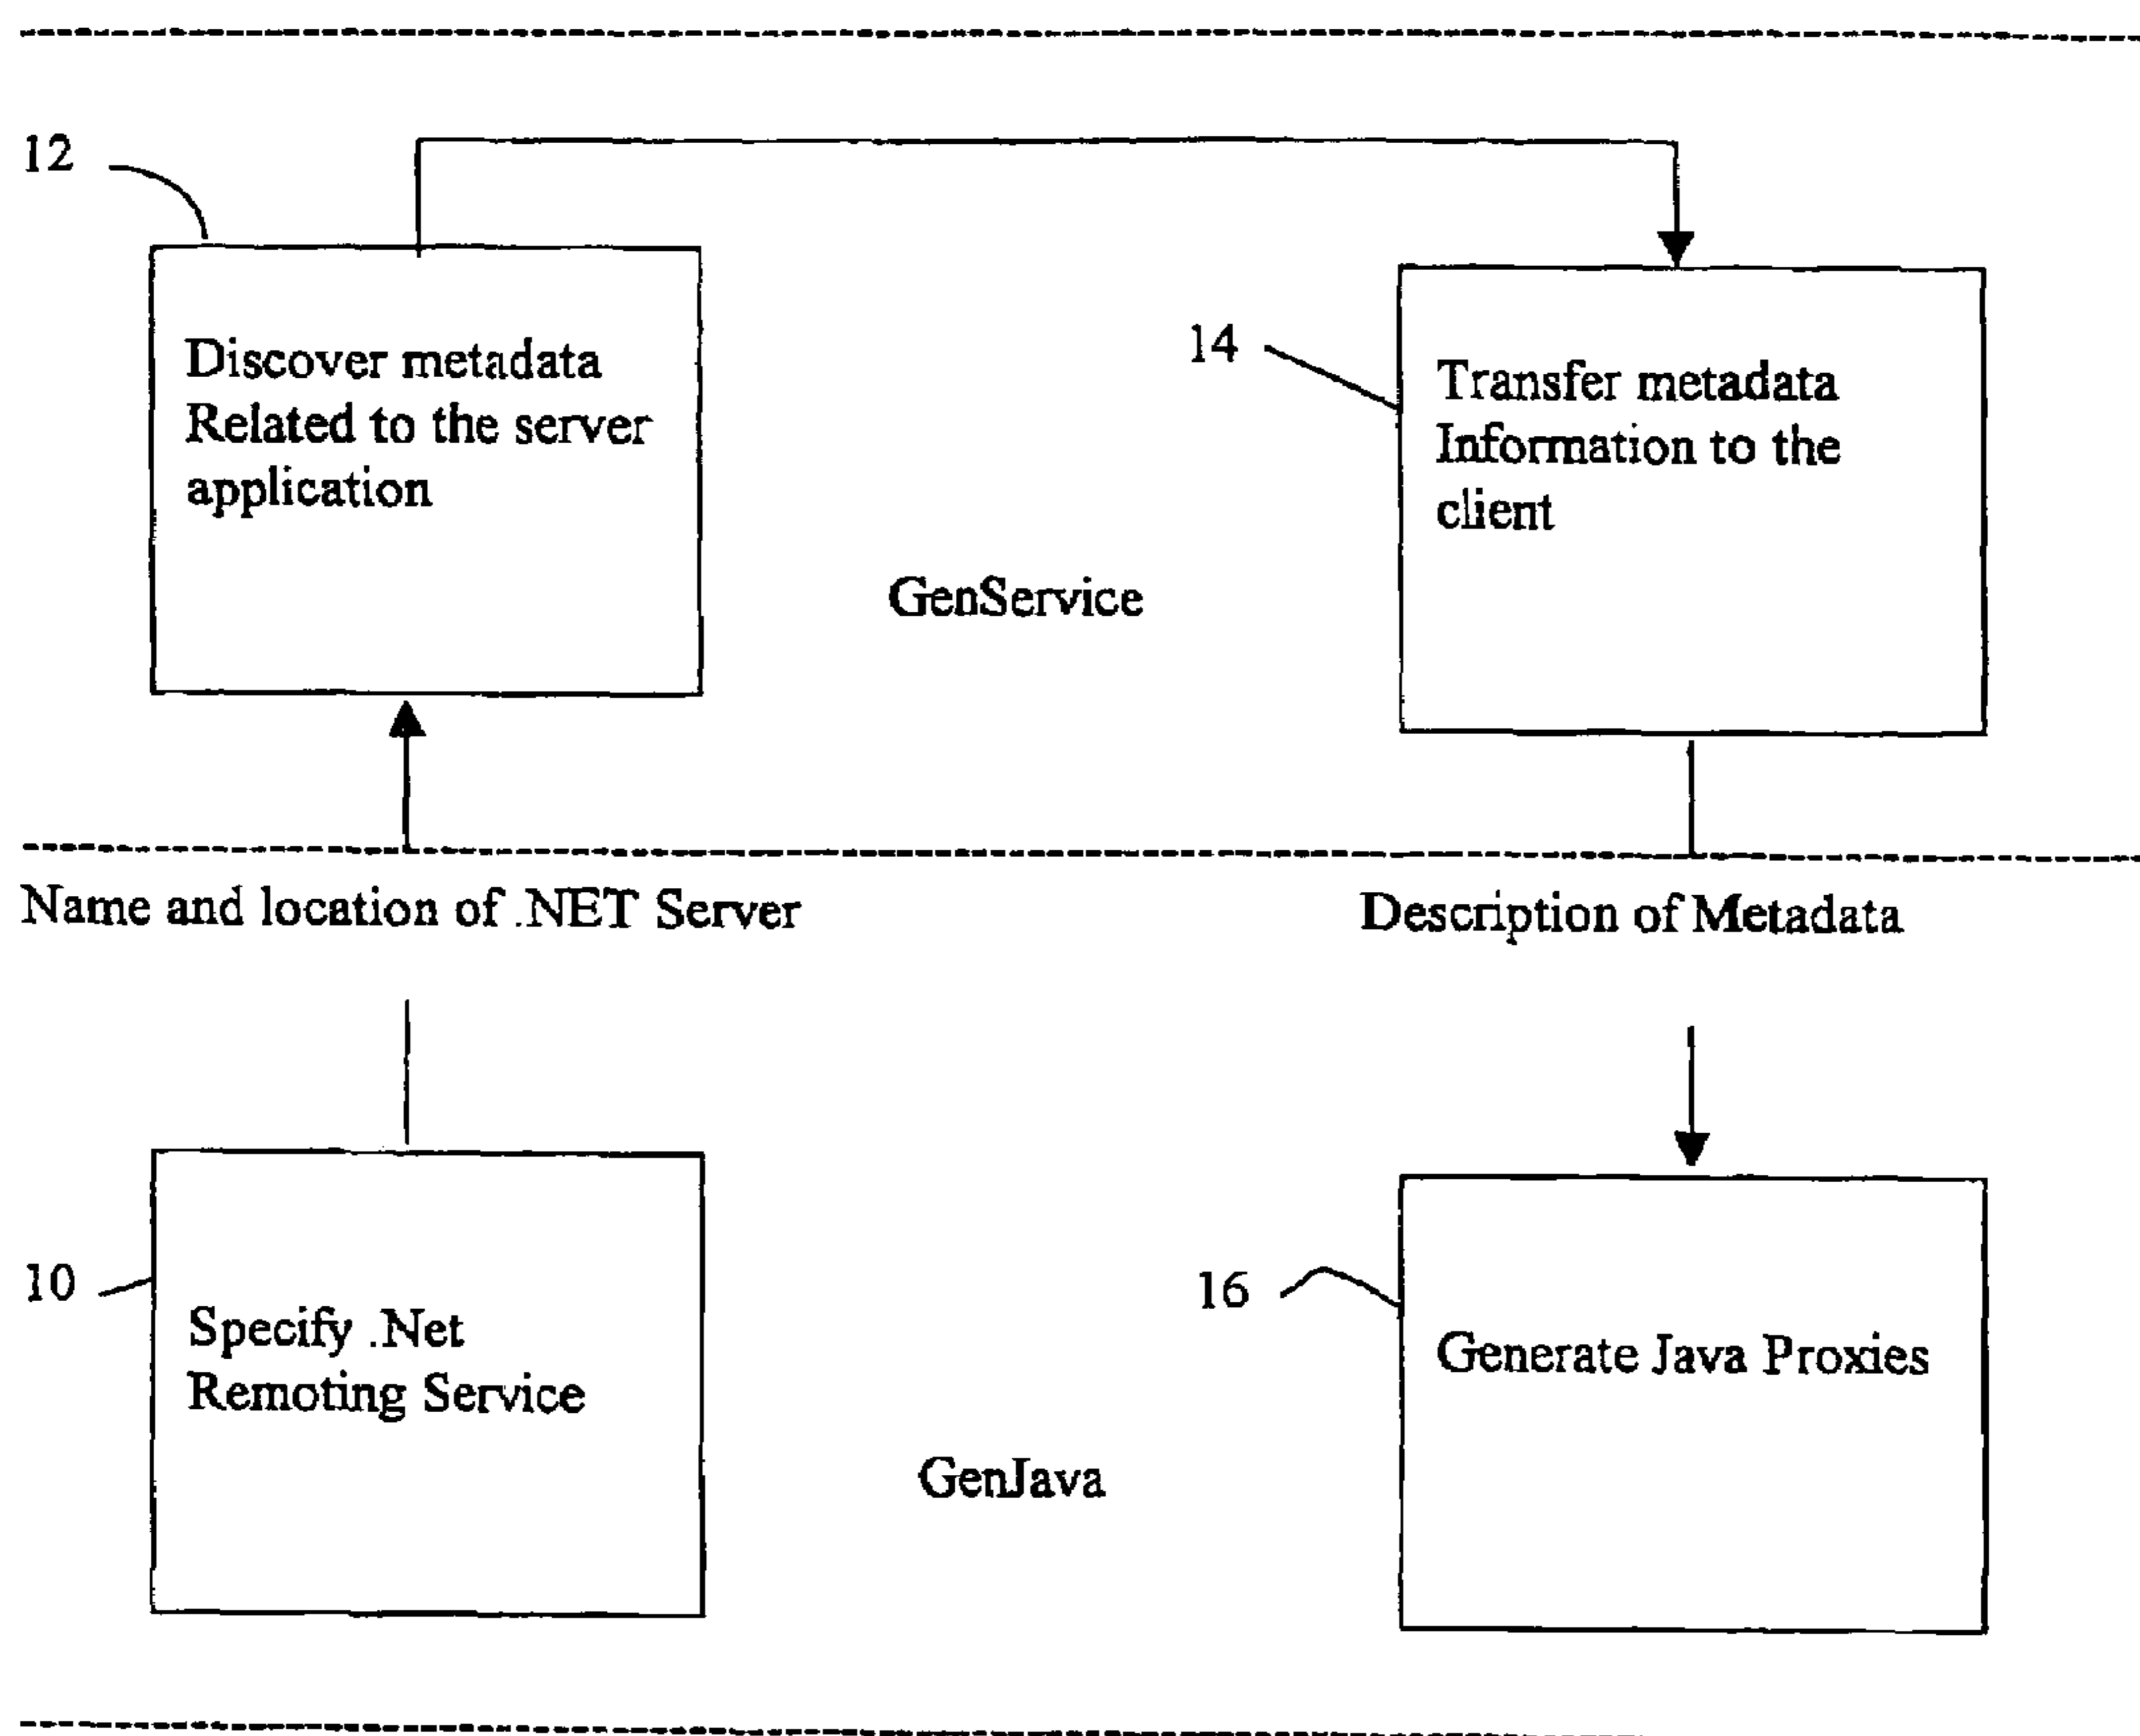 12
Discover metadata
Related to the server
application
14
Transfer metadata
Information to the
client
GenService
Name and location of .NET Server
Description of Metadata
10
Specify .Net
Remoting Service
16
Generate Java Proxies
GenJava